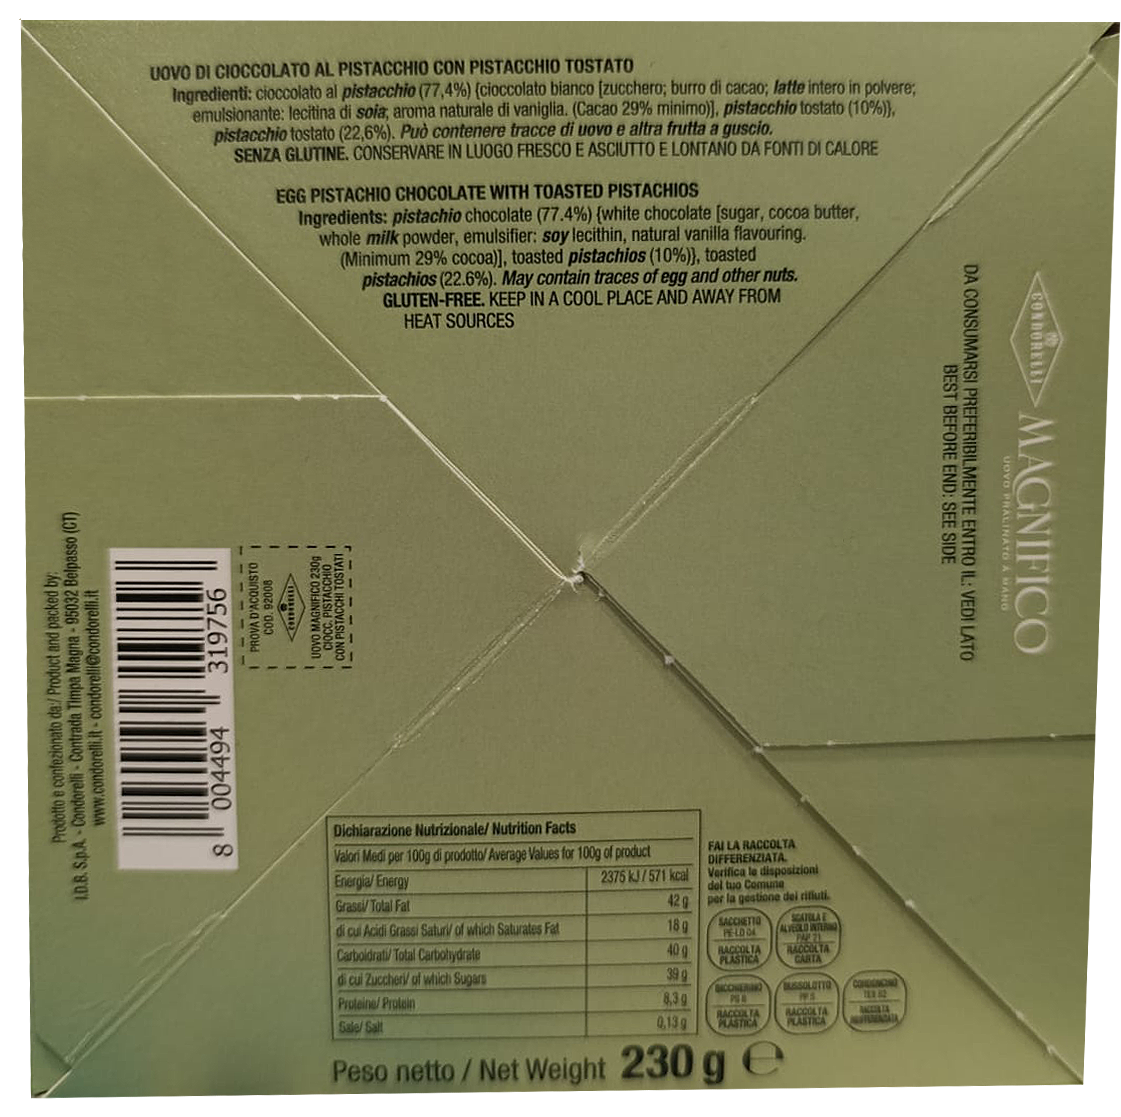 UOVO DI CIOCCOLATO AL PISTACCHIO CON PISTACCHIO TOSTATO
Ingredienti: cioccolato al pistacchio (77,4%) {cioccolato bianco [zucchero; burro di cacao; latte intero in polvere;
emulsionante: lecitina di soia; aroma naturale di vaniglia. (Cacao 29% minimo)], pistacchio tostato (10%)},
pistacchio tostato (22,6%). Può contenere tracce di uovo e altra frutta a guscio.
SENZA GLUTINE. CONSERVARE IN LUOGO FRESCO E ASCIUTTO E LONTANO DA FONTI DI CALORE
EGG PISTACHIO CHOCOLATE WITH TOASTED PISTACHIOS
Ingredients: pistachio chocolate (77.4%) {white chocolate [sugar, cocoa butter,
whole milk powder, emulsifier: soy lecithin, natural vanilla flavouring.
(Minimum 29% cocoa)], toasted pistachios (10%)}, toasted
pistachios (22.6%). May contain traces of egg and other nuts.
GLUTEN-FREE. KEEP IN A COOL PLACE AND AWAY FROM
HEAT SOURCES
CONDORELLI
MAGNIFICO
UOVO PRALINATO A MANO
DA CONSUMARSI PREFERIBILMENTE ENTRO IL: VEDI LATO
BEST BEFORE END: SEE SIDE
Prodotto e confezionato da:/ Product and packed by:
I.D.B. S.p.A. - Condorelli - Contrada Timpa Magna - 95032 Belpasso (CT)
www.condorelli.it - condorelli@condorelli.it
8 004494 319756
PROVA D'ACQUISTO
COD. 92008
CONDORELLI
UOVO MAGNIFICO 230g
CIOCC. PISTACCHIO
CON PISTACCHI TOSTATI
Dichiarazione Nutrizionale/ Nutrition Facts
Valori Medi per 100g di prodotto/ Average Values for 100g of product
Energia/ Energy 2375 kJ / 571 kcal
Grassi/ Total Fat 42 g
di cui Acidi Grassi Saturi/ of which Saturates Fat 18 g
Carboidrati/ Total Carbohydrate 40 g
di cui Zuccheri/ of which Sugars 39 g
Proteine/ Protein 8,3 g
Sale/ Salt 0,13 g
Peso netto / Net Weight 230 g ℮
FAI LA RACCOLTA
DIFFERENZIATA.
Verifica le disposizioni
del tuo Comune
per la gestione dei rifiuti.
SACCHETTO
PE-LD 04
RACCOLTA
PLASTICA
SCATOLA E
ALVEOLO INTERNO
PAP 21
RACCOLTA
CARTA
BICCHIERINO
PS 6
RACCOLTA
PLASTICA
BUSSOLOTTO
PP 5
RACCOLTA
PLASTICA
CORDONCINO
TEX 62
RACCOLTA
INDIFFERENZIATA